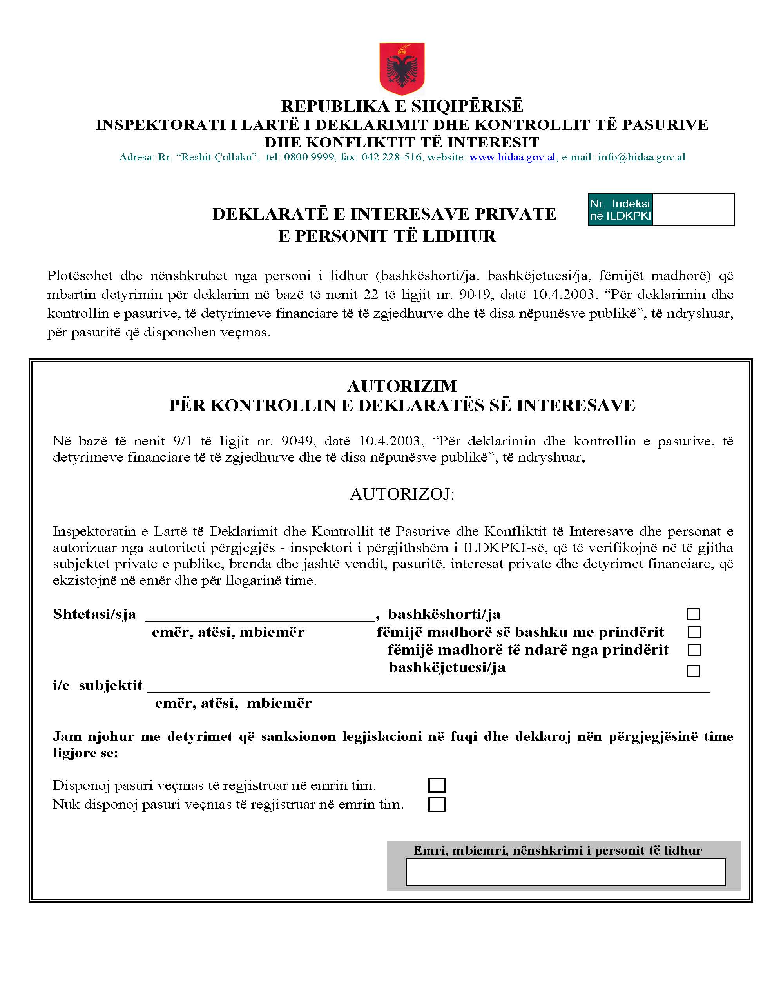 REPUBLIKA E SHQIPËRISË
INSPEKTORATI I LARTË I DEKLARIMIT DHE KONTROLLIT TË PASURIVE
DHE KONFLIKTIT TË INTERESIT
Adresa: Rr. “Reshit Çollaku”, tel: 0800 9999, fax: 042 228-516, website: www.hidaa.gov.al, e-mail: info@hidaa.gov.al
Nr. Indeksi
në ILDKPKI
DEKLARATË E INTERESAVE PRIVATE
E PERSONIT TË LIDHUR
Plotësohet dhe nënshkruhet nga personi i lidhur (bashkëshorti/ja, bashkëjetuesi/ja, fëmijët madhorë) që
mbartin detyrimin për deklarim në bazë të nenit 22 të ligjit nr. 9049, datë 10.4.2003, “Për deklarimin dhe
kontrollin e pasurive, të detyrimeve financiare të të zgjedhurve dhe të disa nëpunësve publikë”, të ndryshuar,
për pasuritë që disponohen veçmas.
AUTORIZIM
PËR KONTROLLIN E DEKLARATËS SË INTERESAVE
Në bazë të nenit 9/1 të ligjit nr. 9049, datë 10.4.2003, “Për deklarimin dhe kontrollin e pasurive, të
detyrimeve financiare të të zgjedhurve dhe të disa nëpunësve publikë”, të ndryshuar,
AUTORIZOJ:
Inspektoratin e Lartë të Deklarimit dhe Kontrollit të Pasurive dhe Konfliktit të Interesave dhe personat e
autorizuar nga autoriteti përgjegjës - inspektori i përgjithshëm i ILDKPKI-së, që të verifikojnë në të gjitha
subjektet private e publike, brenda dhe jashtë vendit, pasuritë, interesat private dhe detyrimet financiare, që
ekzistojnë në emër dhe për llogarinë time.
Shtetasi/sja ______________________________, bashkëshorti/ja
emër, atësi, mbiemër fëmijë madhorë së bashku me prindërit
fëmijë madhorë të ndarë nga prindërit
bashkëjetuesi/ja
i/e subjektit ______________________________
emër, atësi, mbiemër
Jam njohur me detyrimet që sanksionon legjislacioni në fuqi dhe deklaroj nën përgjegjësinë time
ligjore se:
Disponoj pasuri veçmas të regjistruar në emrin tim.
Nuk disponoj pasuri veçmas të regjistruar në emrin tim.
Emri, mbiemri, nënshkrimi i personit të lidhur